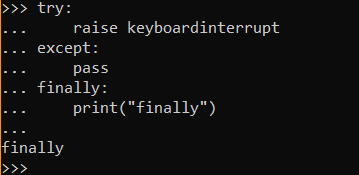 >>> try:
...     raise keyboardinterrupt
... except:
...     pass
... finally:
...     print("finally")
...
finally
>>>